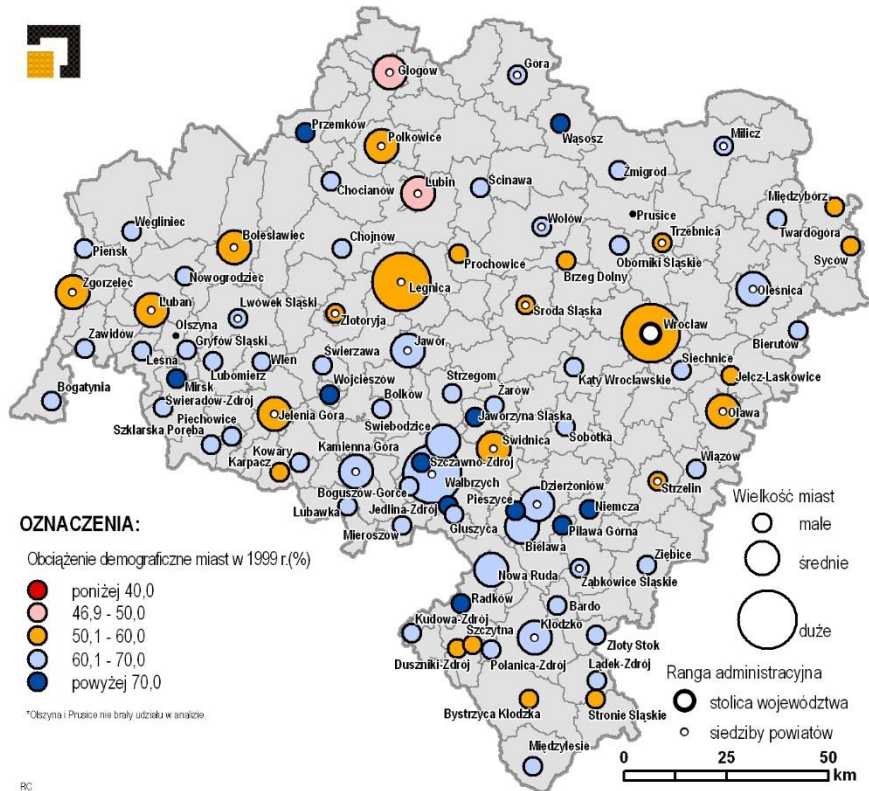 Głogów
Góra
Przemków
Wąsosz
Polkowice
Milicz
Żmigród
Chocianów
Lubin
Ścinawa
Międzybórz
Prusice
Węgliniec
Wołów
Twardogóra
Bolesławiec
Trzebnica
Chojnów
Pieńsk
Oborniki Śląskie
Syców
Prochowice
Brzeg Dolny
Nowogrodziec
Zgorzelec
Legnica
Oleśnica
Lubań
Lwówek Śląski
Złotoryja
Środa Śląska
Olszyna
Wrocław
Zawidów
Gryfów Śląski
Jawór
Bierutów
Leśna
Świerzawa
Siechnice
Lubomierz
Wleń
Strzegom
Kąty Wrocławskie
Jelcz-Laskowice
Mirsk
Wojcieszów
Żarów
Bogatynia
Świeradów-Zdrój
Bolków
Jaworzyna Śląska
Oława
Piechowice
Jelenia Góra
Świebodzice
Sobótka
Szklarska Poręba
Świdnica
Kowary
Kamienna Góra
Szczawno-Zdrój
Karpacz
Wałbrzych
Dzierżoniów
Wiązów
Boguszów-Gorce
Pieszyce
Strzelin
Lubawka
Jedlina-Zdrój
Niemcza
Głuszyca
Piława Górna
Mieroszów
Bielawa
Ziębice
Nowa Ruda
Ząbkowice Śląskie
Radków
Bardo
Kudowa-Zdrój
Szczytna
Kłodzko
Złoty Stok
Duszniki-Zdrój
Polanica-Zdrój
Lądek-Zdrój
Bystrzyca Kłodzka
Stronie Śląskie
Międzylesie
OZNACZENIA:
Obciążenie demograficzne miast w 1999 r.(%)
poniżej 40,0
46,9 - 50,0
50,1 - 60,0
60,1 - 70,0
powyżej 70,0
*Olszyna i Prusice nie brały udziału w analizie.
RC
Wielkość miast
małe
średnie
duże
Ranga administracyjna
stolica województwa
siedziby powiatów
0 25 50
km